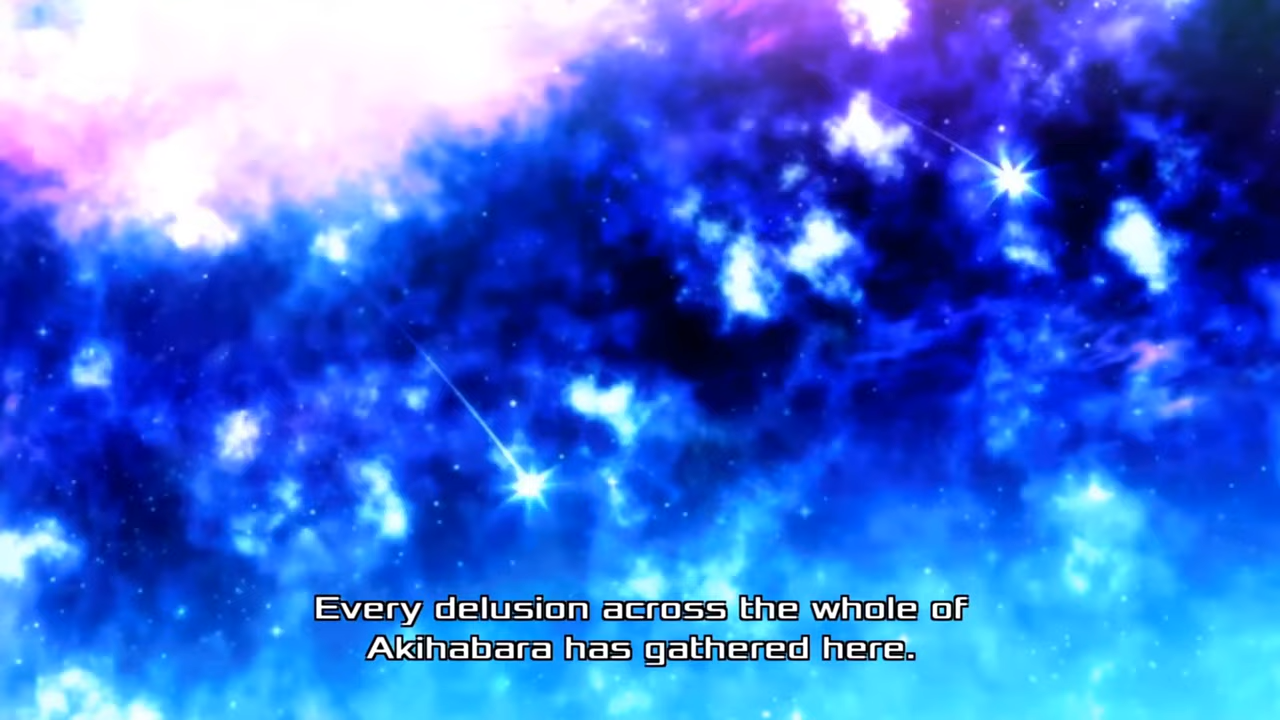 Every delusion across the whole of
Akihabara has gathered here.